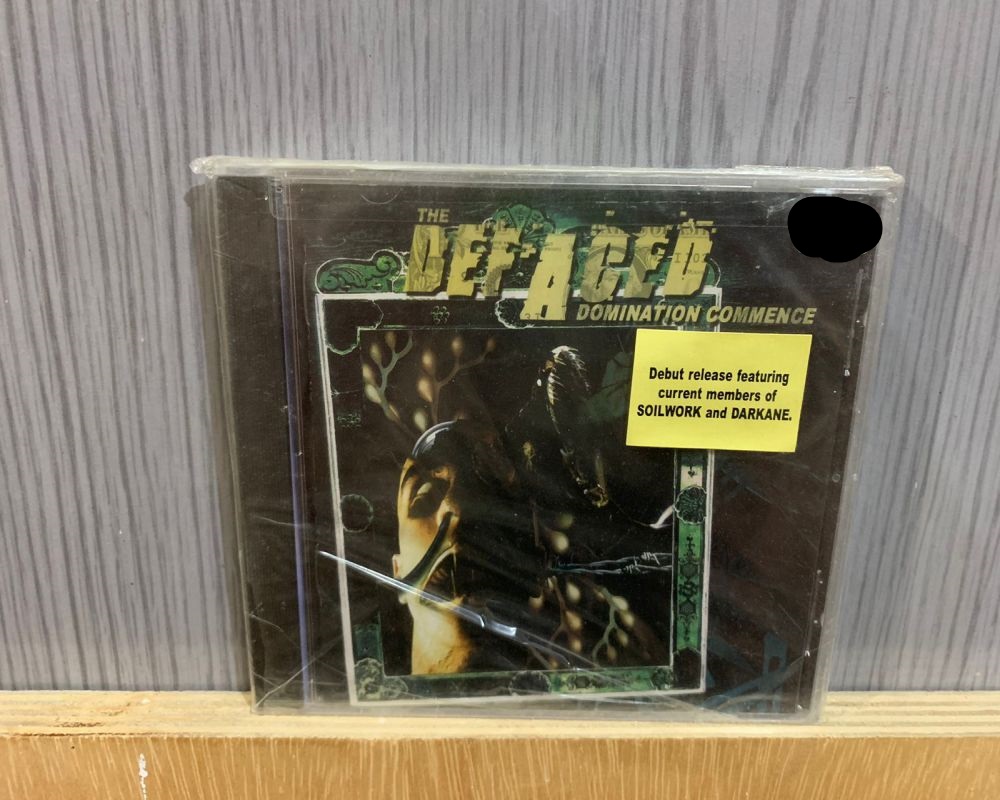 THE
DEFACED
DOMINATION COMMENCE
Debut release featuring
current members of
SOILWORK and DARKANE.